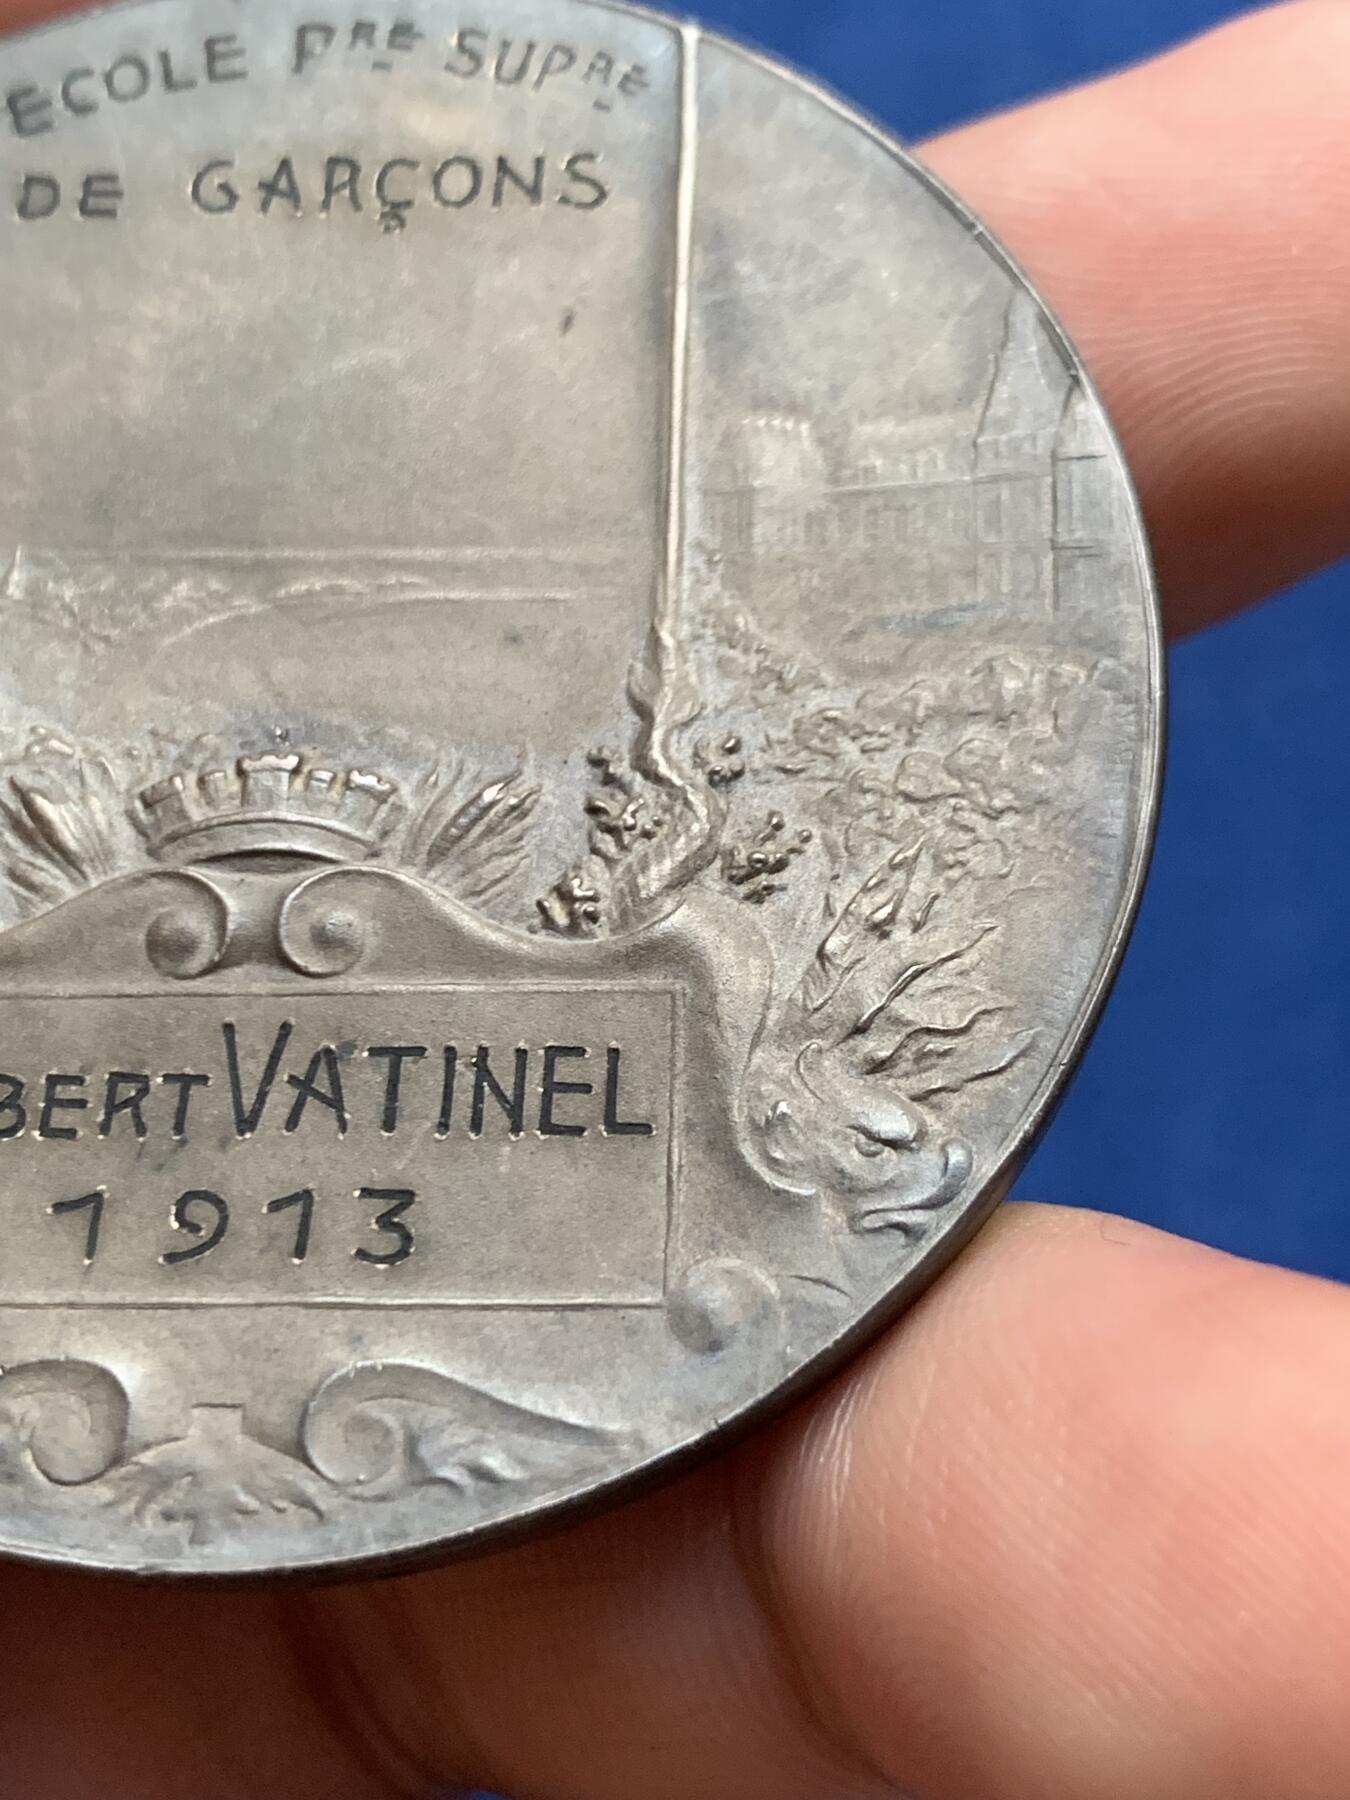 ECOLE PRE SUPRE
DE GARÇONS
BERT VATINEL
1913